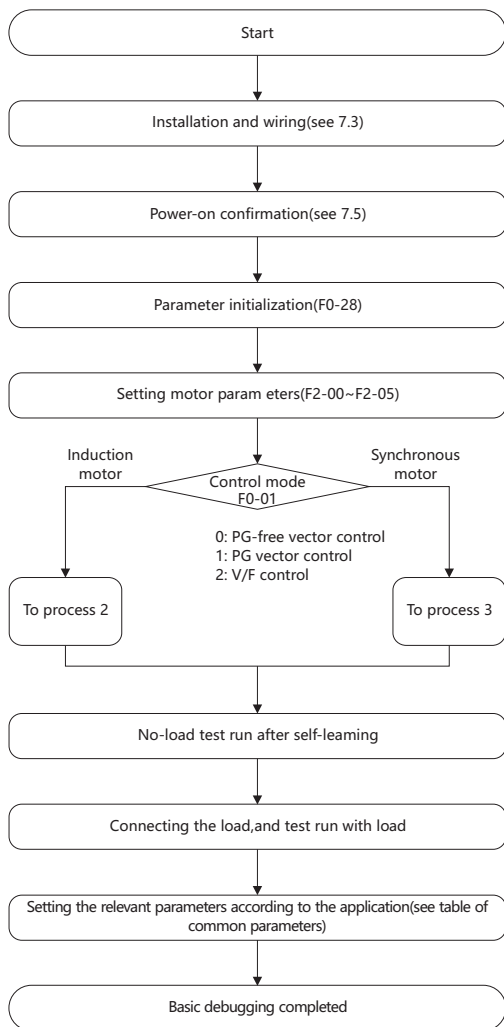 Start
Installation and wiring(see 7.3)
Power-on confirmation(see 7.5)
Parameter initialization(F0-28)
Setting motor param eters(F2-00~F2-05)
Induction
motor
Control mode
F0-01
Synchronous
motor
0: PG-free vector control
1: PG vector control
2: V/F control
To process 2
To process 3
No-load test run after self-leaming
Connecting the load,and test run with load
Setting the relevant parameters according to the application(see table of
common parameters)
Basic debugging completed